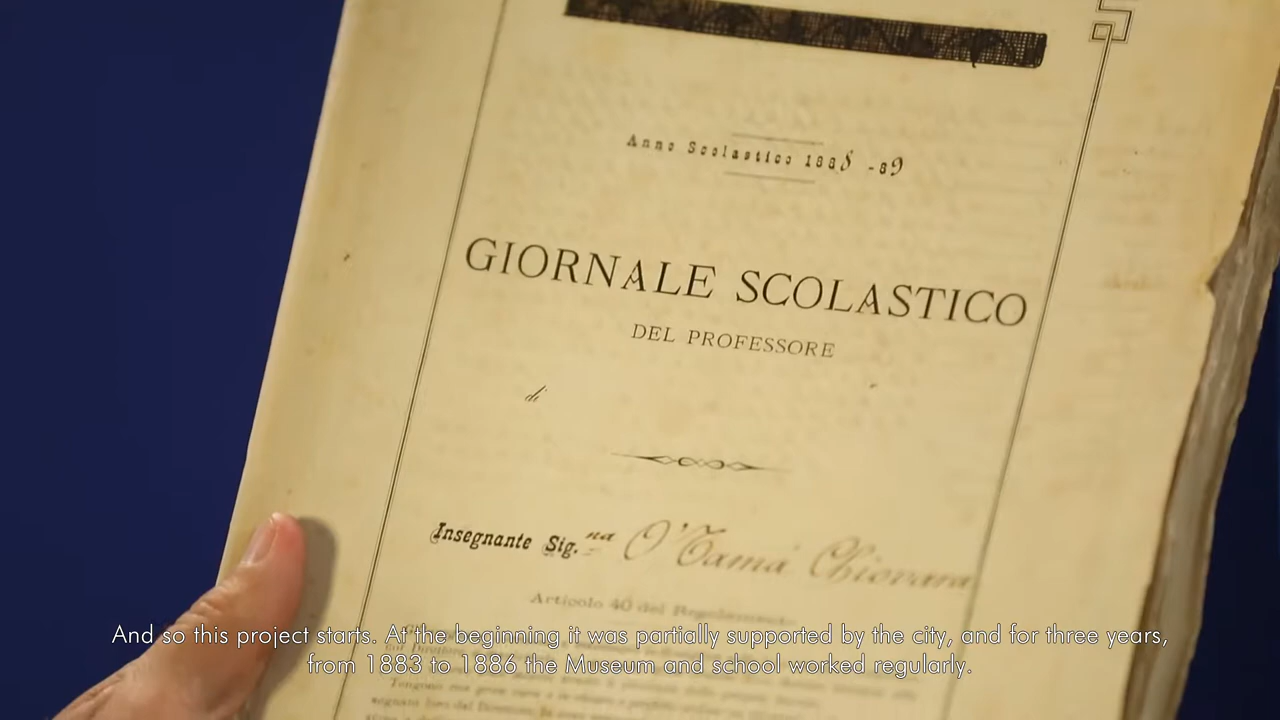 Anno Scolastico 1888-89
GIORNALE SCOLASTICO
DEL PROFESSORE
di
Insegnante Sig.na O'Tama Chiovara
Articolo 40 del Regolamento
And so this project starts. At the beginning it was partially supported by the city, and for three years,
from 1883 to 1886 the Museum and school worked regularly.